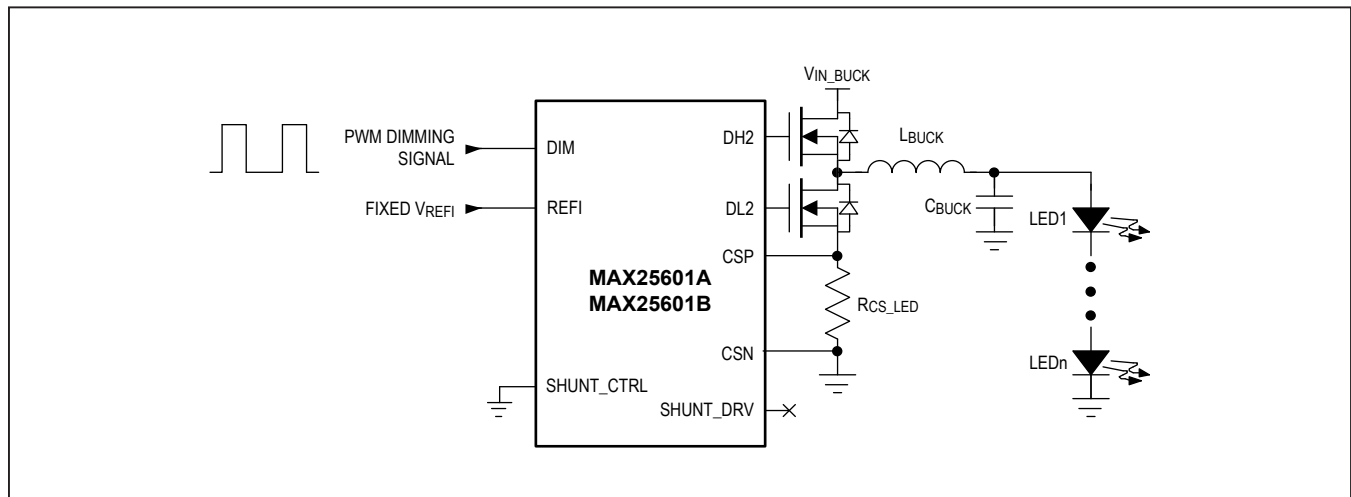 VIN_BUCK
PWM DIMMING
SIGNAL
DIM
DH2
LBUCK
FIXED VREFI
REFI
DL2
CBUCK
LED1
CSP
MAX25601A
MAX25601B
RCS_LED
CSN
LEDn
SHUNT_CTRL
SHUNT_DRV